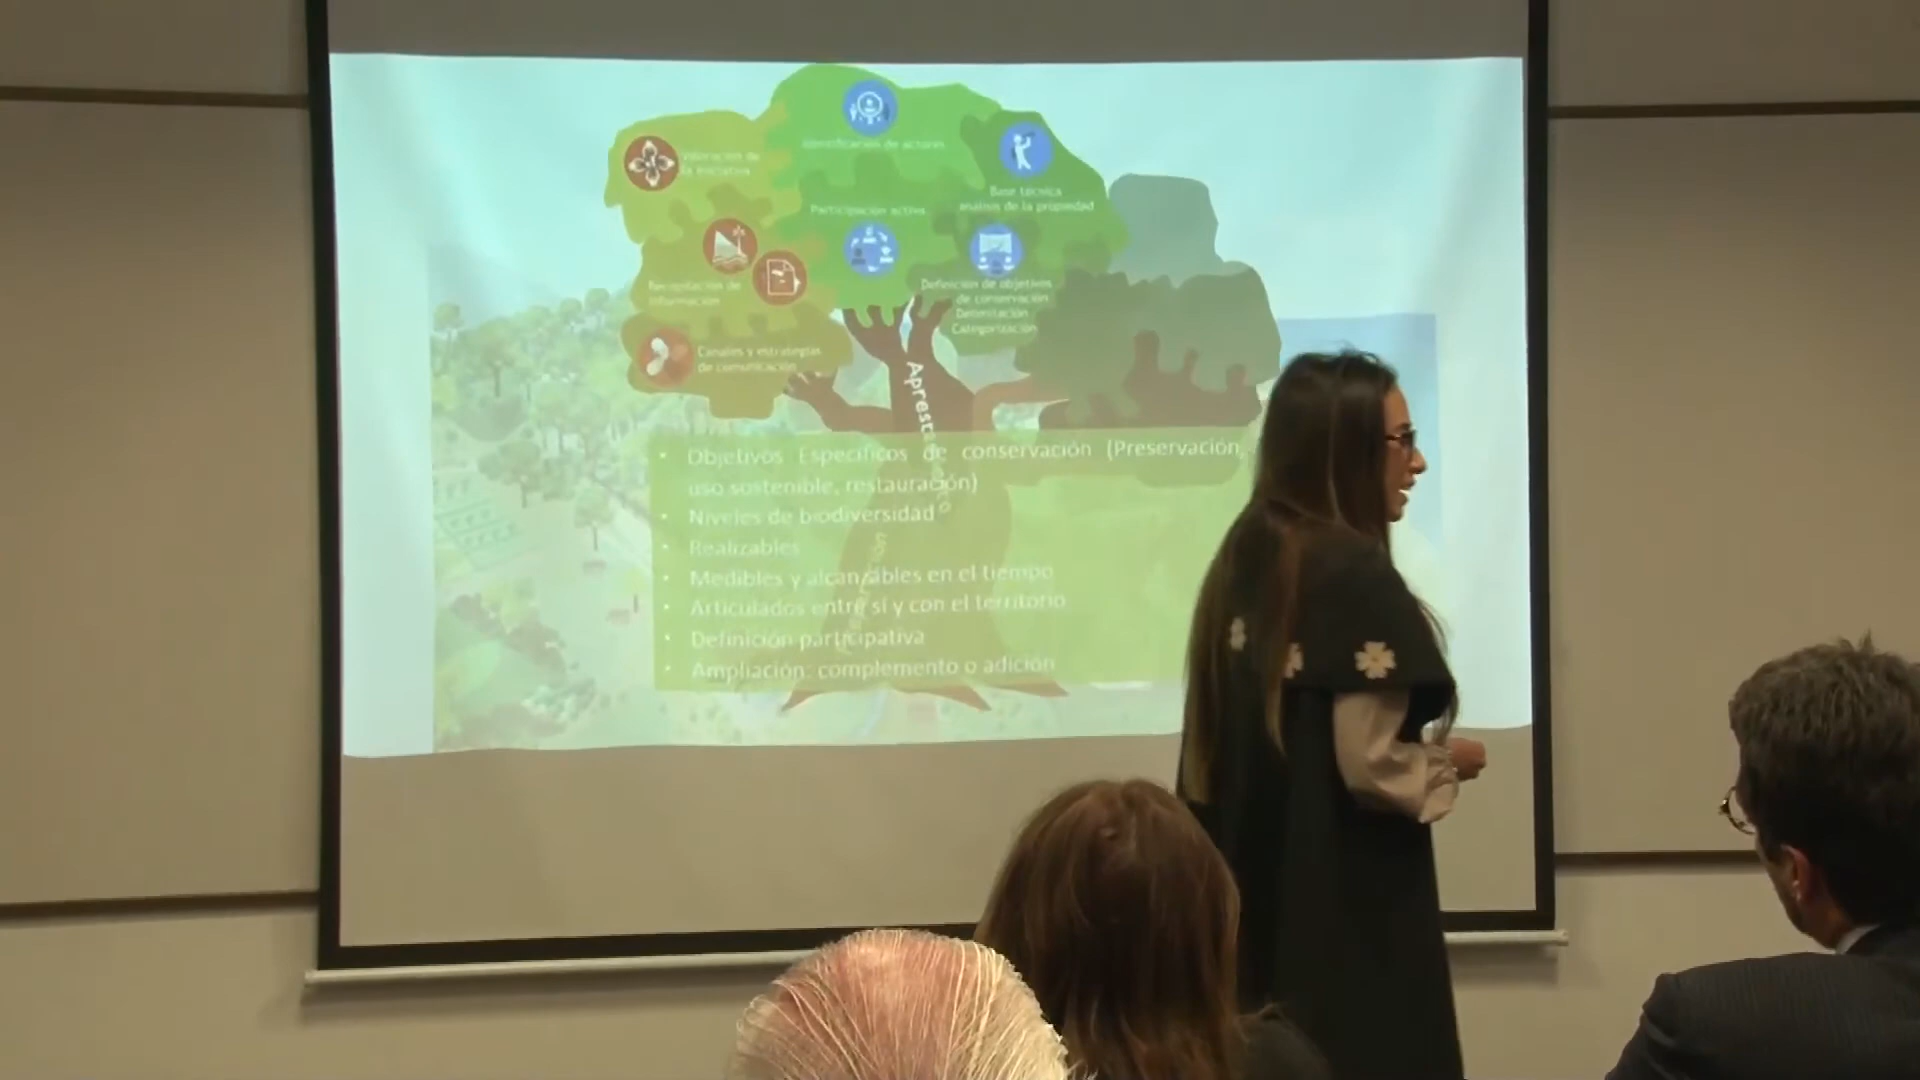 Identificación de actores
Valoración de
la iniciativa
Base técnica
análisis de la propiedad
Participación activa
Recopilación de
información
Definición de objetivos
de conservación
Delimitación
Categorización
Canales y estrategias
de comunicación
• Objetivos Específicos de conservación (Preservación,
uso sostenible, restauración)
• Niveles de biodiversidad
• Realizables
• Medibles y alcanzables en el tiempo
• Articulados entre sí y con el territorio
• Definición participativa
• Ampliación: complemento o adición